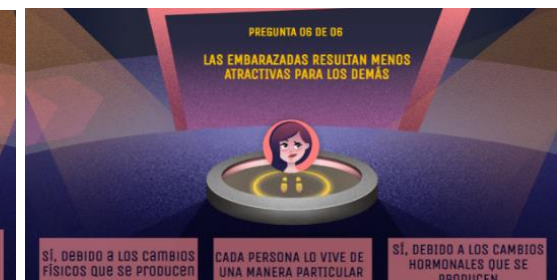 PREGUNTA 06 DE 06
LAS EMBARAZADAS RESULTAN MENOS
ATRACTIVAS PARA LOS DEMÁS
SÍ, DEBIDO A LOS CAMBIOS
FÍSICOS QUE SE PRODUCEN
CADA PERSONA LO VIVE DE
UNA MANERA PARTICULAR
SÍ, DEBIDO A LOS CAMBIOS
HORMONALES QUE SE
PRODUCEN